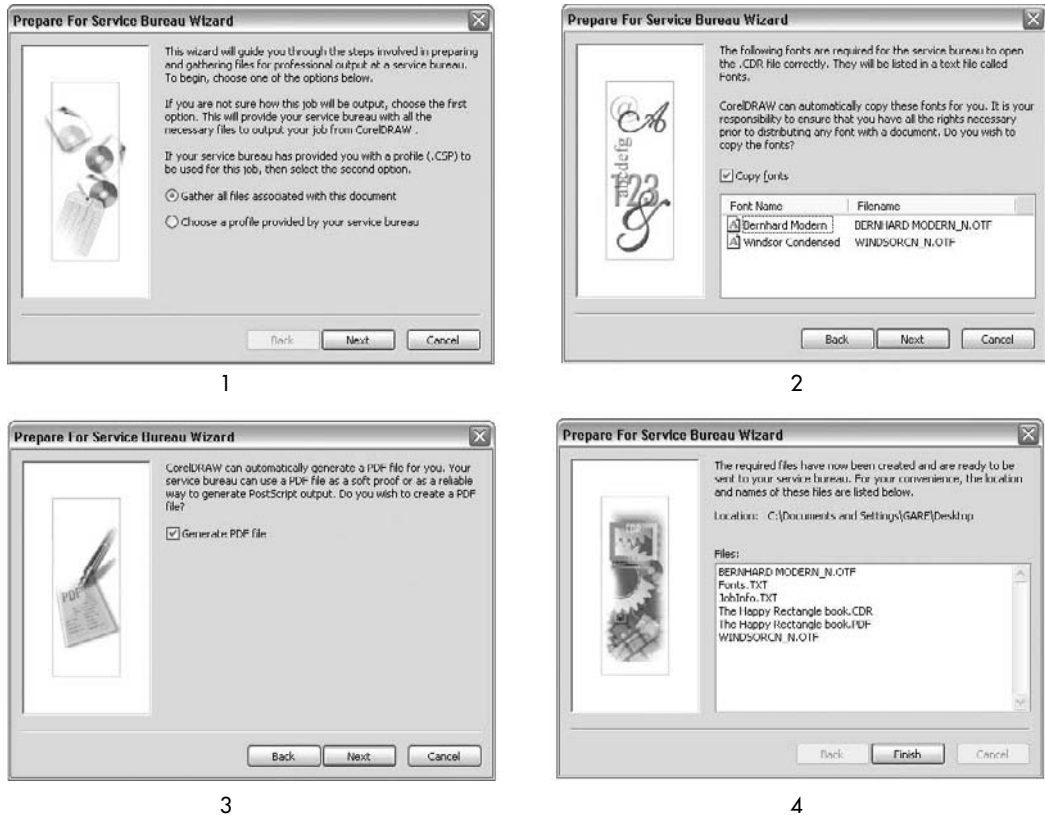 Prepare For Service Bureau Wizard
This wizard will guide you through the steps involved in preparing
and gathering files for professional output at a service bureau.
To begin, choose one of the options below.
If you are not sure how this job will be output, choose the first
option. This will provide your service bureau with all the
necessary files to output your job from CorelDRAW .
If your service bureau has provided you with a profile (.CSP) to
be used for this job, then select the second option.
Gather all files associated with this document
Choose a profile provided by your service bureau
Back Next Cancel
1
Prepare For Service Bureau Wizard
The following fonts are required for the service bureau to open
the .CDR file correctly. They will be listed in a text file called
Fonts.
CorelDRAW can automatically copy these fonts for you. It is your
responsibility to ensure that you have all the rights necessary
prior to distributing any font with a document. Do you wish to
copy the fonts?
Copy fonts
Font Name Filename
Bernhard Modern BERNHARD MODERN_N.OTF
Windsor Condensed WINDSORCN_N.OTF
@A
abcdefg
123
&
Back Next Cancel
2
Prepare For Service Bureau Wizard
CorelDRAW can automatically generate a PDF file for you. Your
service bureau can use a PDF file as a soft proof or as a reliable
way to generate PostScript output. Do you wish to create a PDF
file?
Generate PDF file
PDF
Back Next Cancel
3
Prepare For Service Bureau Wizard
The required files have now been created and are ready to be
sent to your service bureau. For your convenience, the location
and names of these files are listed below.
Location: C:\Documents and Settings\GARE\Desktop
Files:
BERNHARD MODERN_N.OTF
Fonts.TXT
JobInfo.TXT
The Happy Rectangle book.CDR
The Happy Rectangle book.PDF
WINDSORCN_N.OTF
CDR
Back Finish Cancel
4